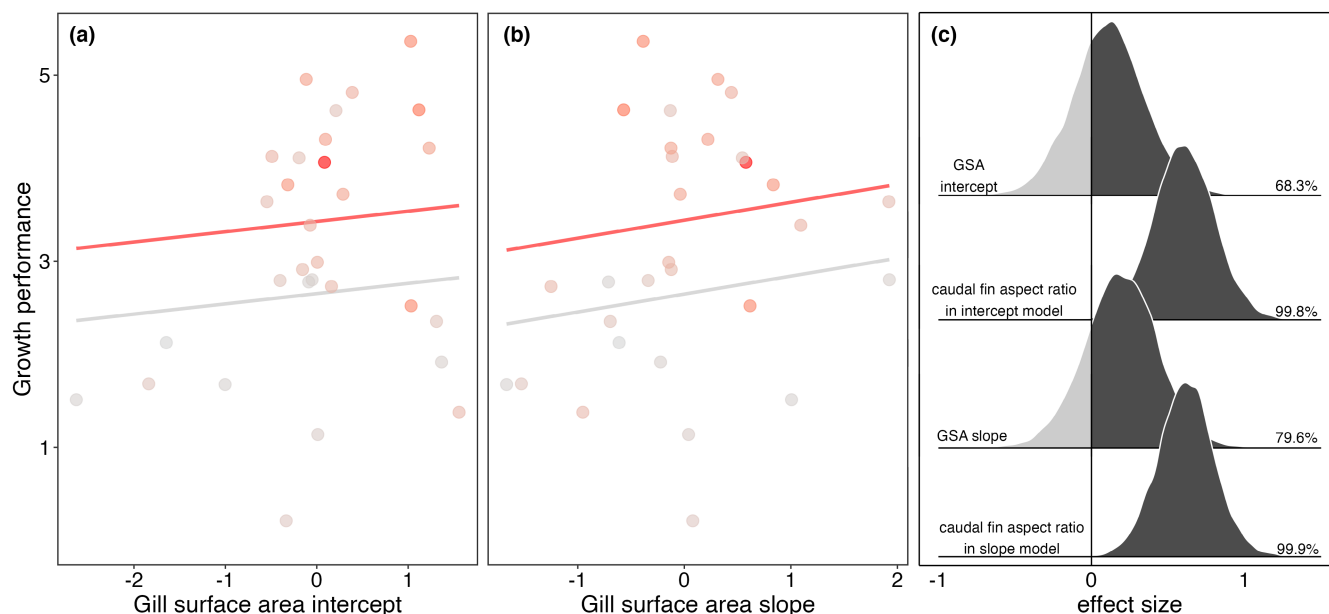 (a)
(b)
(c)
Growth performance
5
3
1
-2
-1
0
1
Gill surface area intercept
-1
0
1
2
Gill surface area slope
GSA
intercept
68.3%
caudal fin aspect ratio
in intercept model
99.8%
GSA slope
79.6%
caudal fin aspect ratio
in slope model
99.9%
-1
0
1
effect size